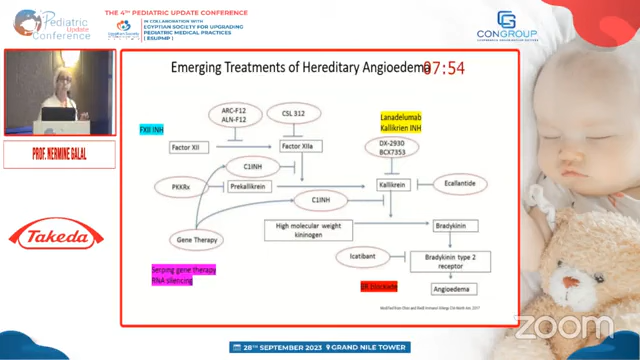 Pediatric
Update
Conference
THE 4TH PEDIATRIC UPDATE CONFERENCE
IN COLLABORATION WITH
EGYPTIAN SOCIETY FOR UPGRADING
PEDIATRIC MEDICAL PRACTICES
( ESUPMP )
CONGROUP
Emerging Treatments of Hereditary Angioedema
07:54
PROF. NERMINE GALAL
Takeda
ARC-F12
ALN-F12
CSL 312
Lanadelumab
Kallikrien INH
FXII INH
Factor XII
Factor XIIa
DX-2930
BCX7353
C1INH
PKKRx
Prekallikrein
Kallikrein
Ecallantide
C1INH
High molecular weight
kininogen
Bradykinin
Gene Therapy
Icatibant
Bradykinin type 2
receptor
Serping gene therapy
RNA silencing
BR blockade
Angioedema
zoom
28TH SEPTEMBER 2023
GRAND NILE TOWER